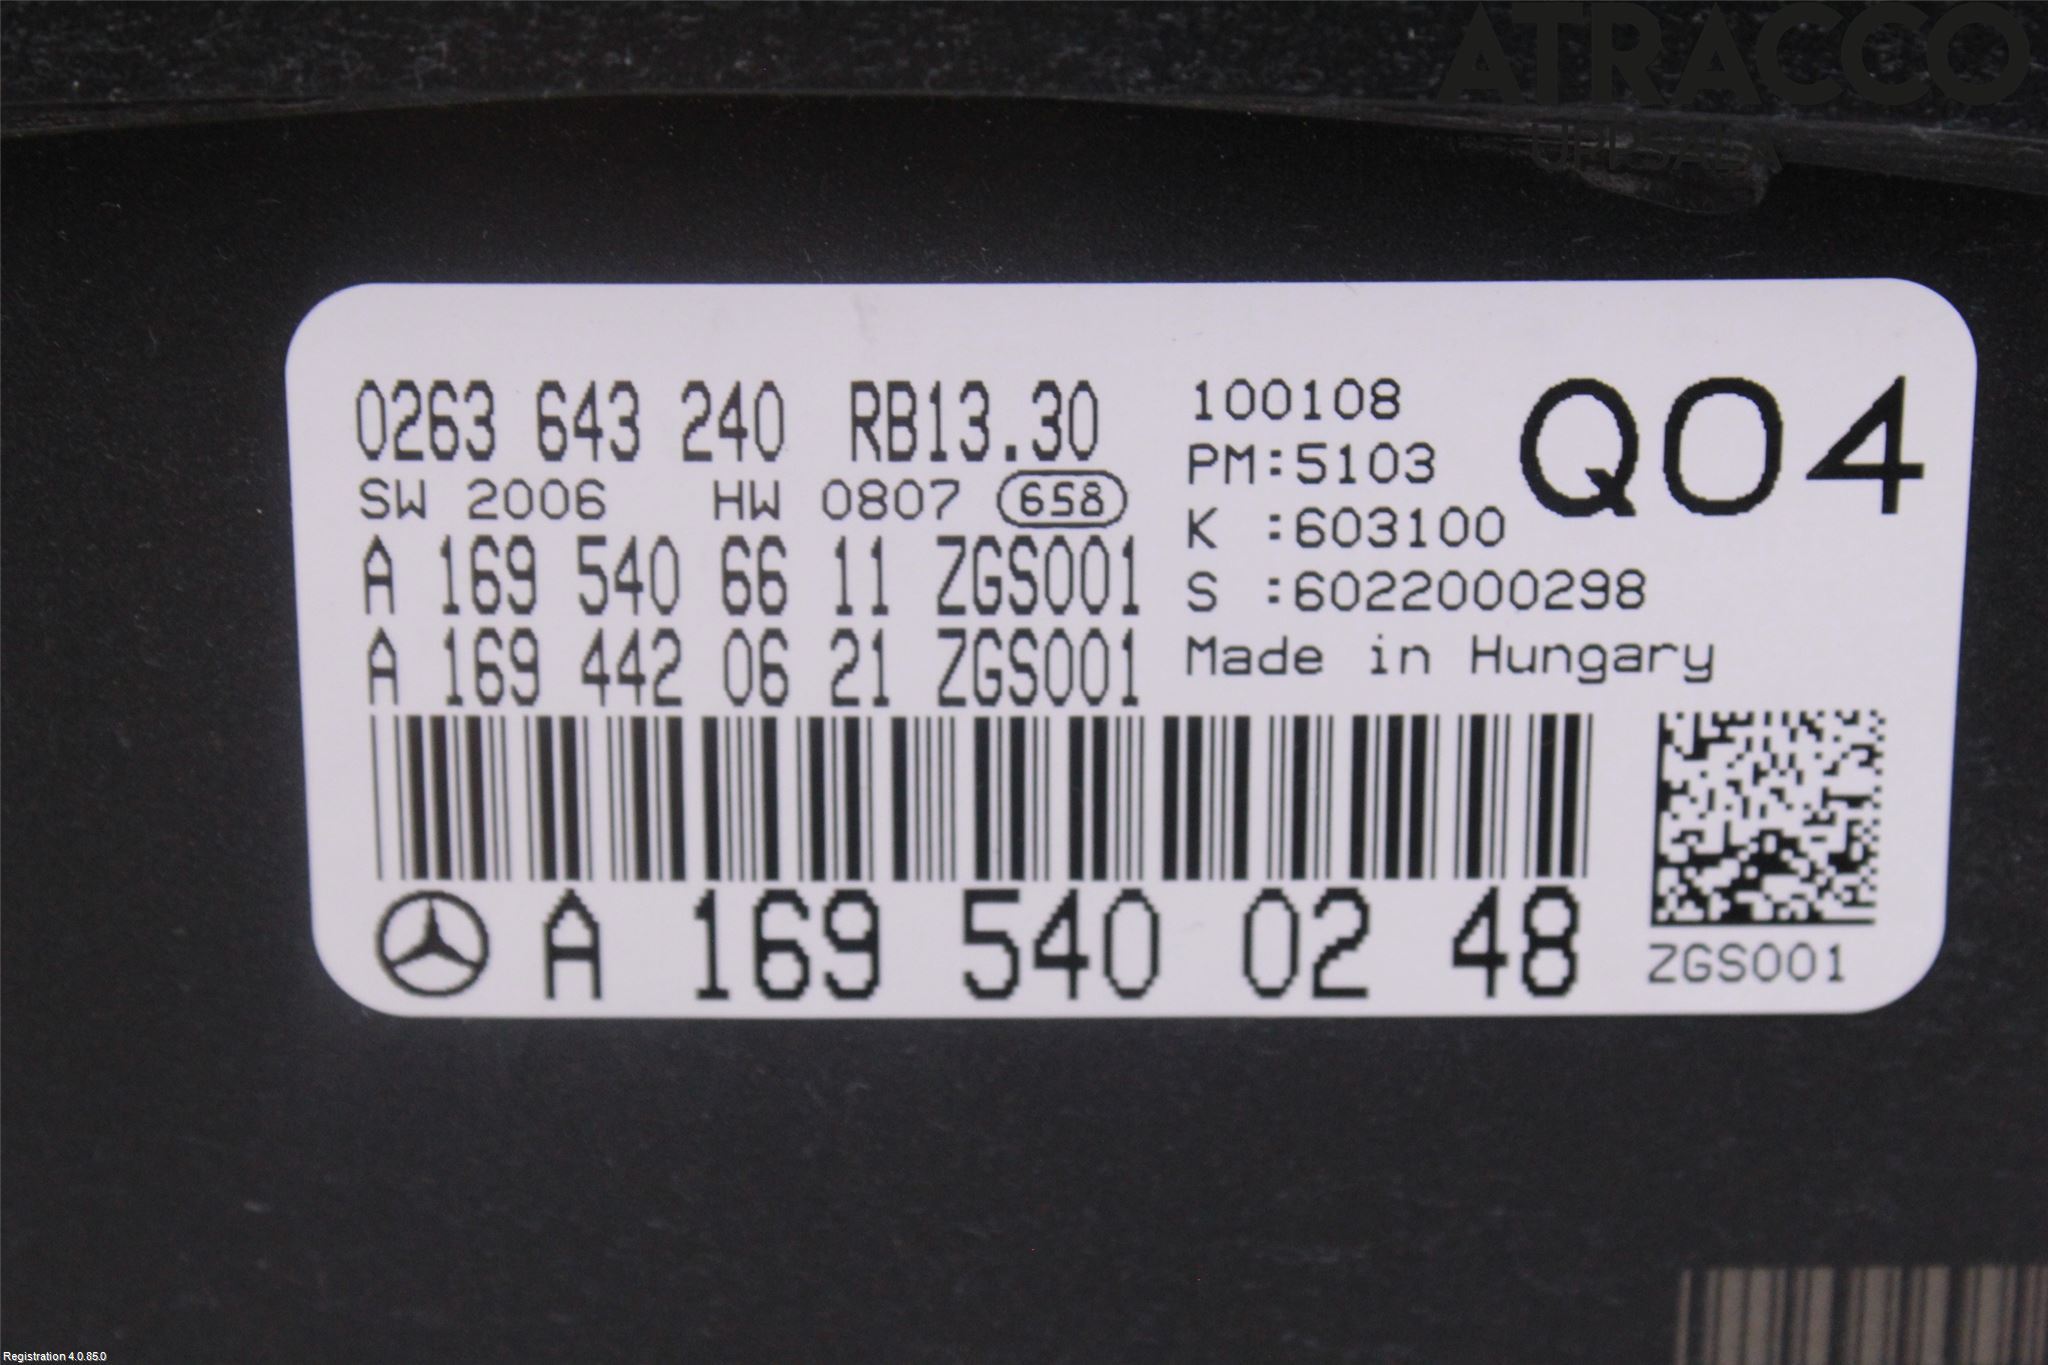 ATRACCO
UPPSALA
0263 643 240 RB13.30
SW 2006 HW 0807 658
A 169 540 66 11 ZGS001
A 169 442 06 21 ZGS001
100108
PM:5103
K :603100
S :6022000298
Made in Hungary
Q04
A 169 540 02 48
ZGS001
Registration 4.0.85.0